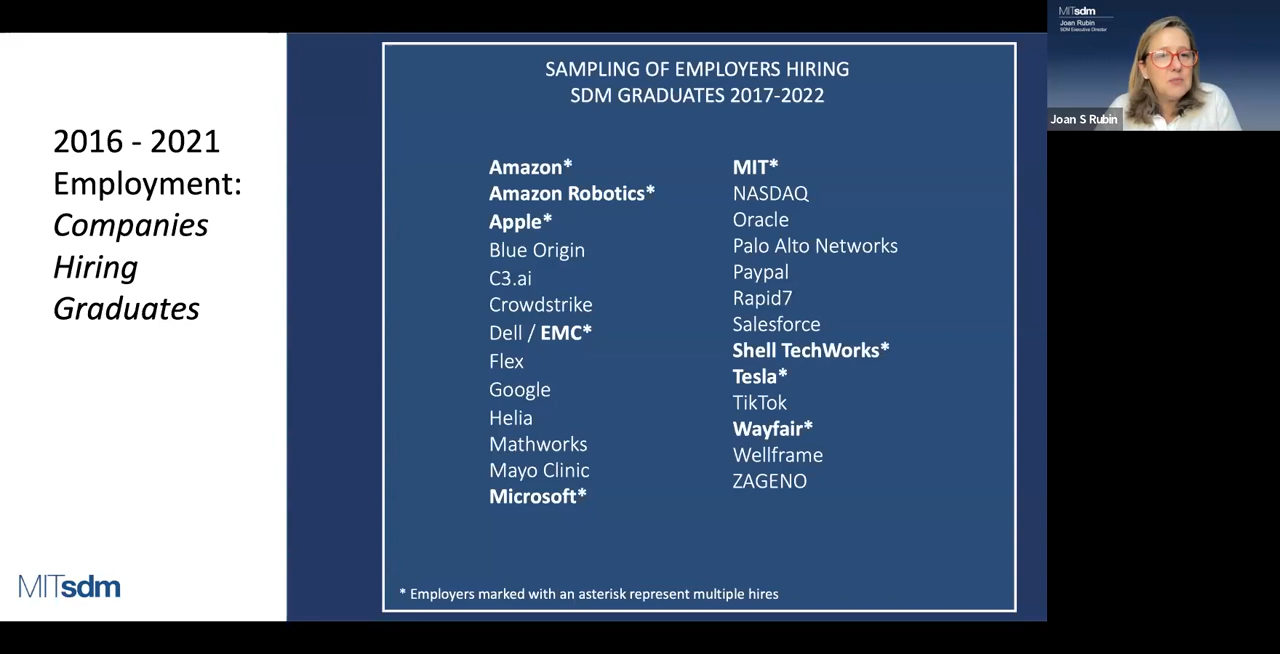 2016 - 2021
Employment:
Companies
Hiring
Graduates
MITsdm
SAMPLING OF EMPLOYERS HIRING
SDM GRADUATES 2017-2022
Amazon*
Amazon Robotics*
Apple*
Blue Origin
C3.ai
Crowdstrike
Dell / EMC*
Flex
Google
Helia
Mathworks
Mayo Clinic
Microsoft*
MIT*
NASDAQ
Oracle
Palo Alto Networks
Paypal
Rapid7
Salesforce
Shell TechWorks*
Tesla*
TikTok
Wayfair*
Wellframe
ZAGENO
* Employers marked with an asterisk represent multiple hires
MITsdm
Joan Rubin
SDM Executive Director
Joan S Rubin